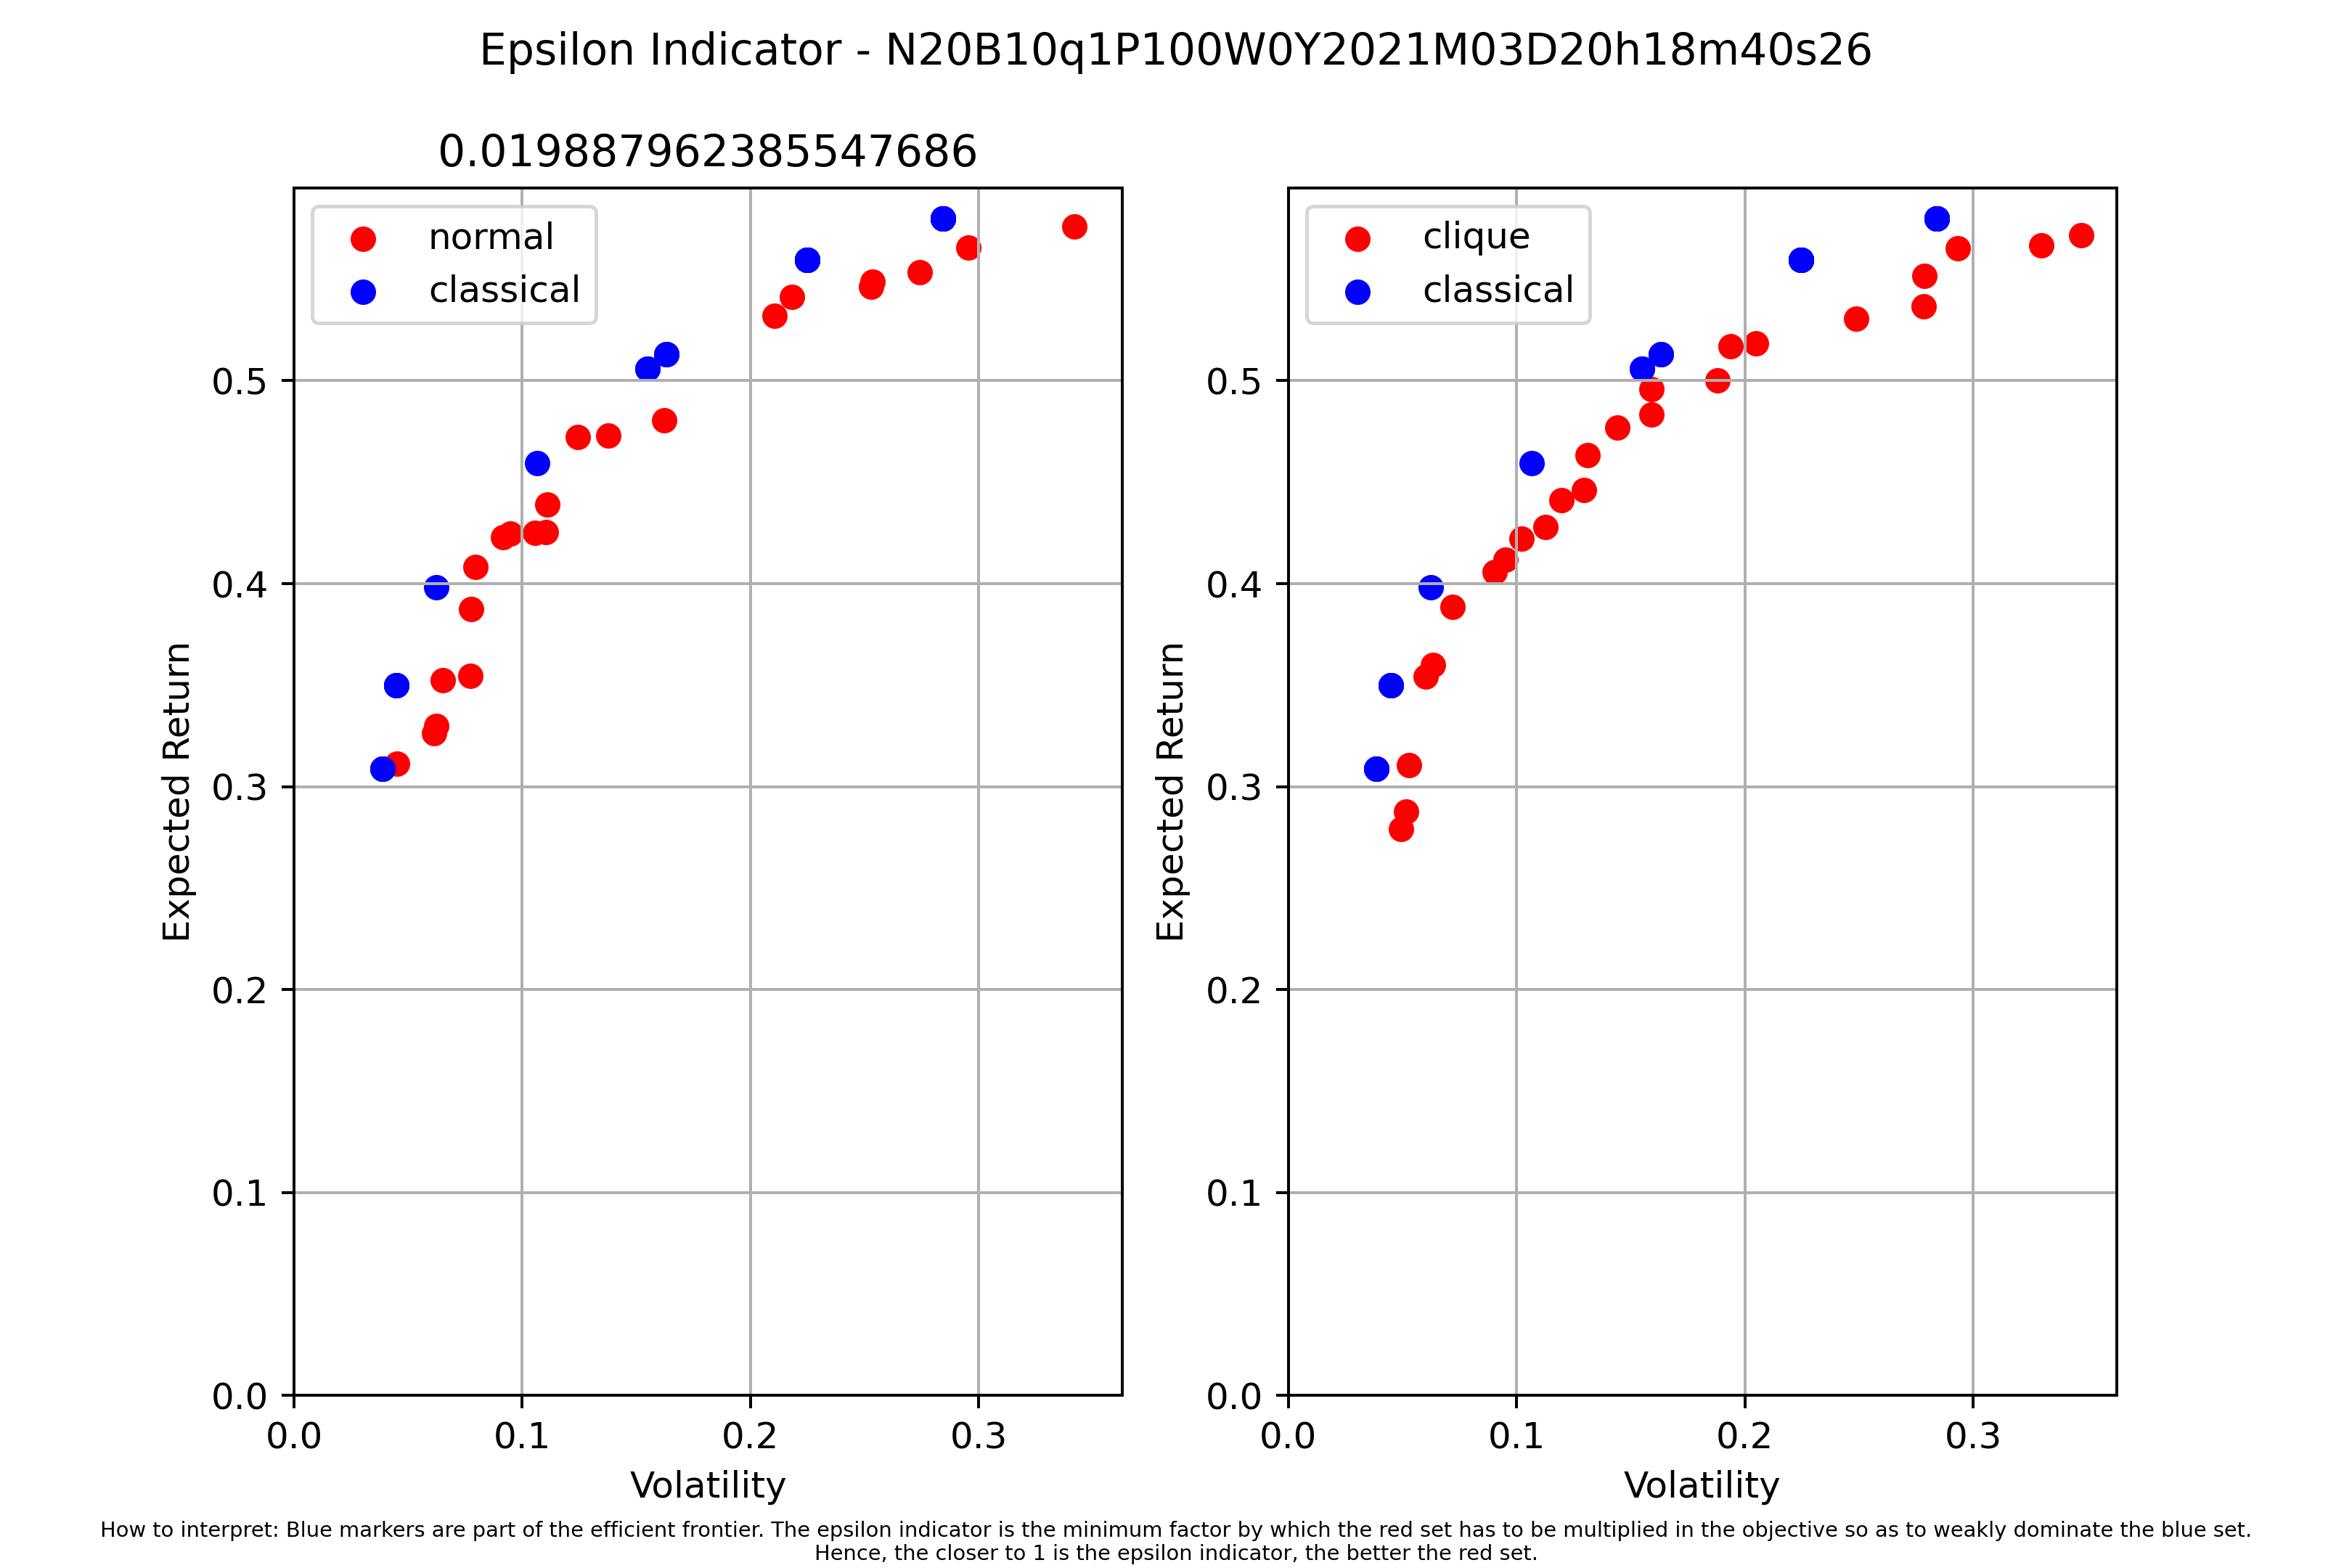 Epsilon Indicator - N20B10q1P100W0Y2021M03D20h18m40s26
0.019887962385547686
normal
classical
0.5
0.4
0.3
0.2
0.1
0.0
Expected Return
0.0 0.1 0.2 0.3
Volatility
clique
classical
0.5
0.4
0.3
0.2
0.1
0.0
Expected Return
0.0 0.1 0.2 0.3
Volatility
How to interpret: Blue markers are part of the efficient frontier. The epsilon indicator is the minimum factor by which the red set has to be multiplied in the objective so as to weakly dominate the blue set.
Hence, the closer to 1 is the epsilon indicator, the better the red set.